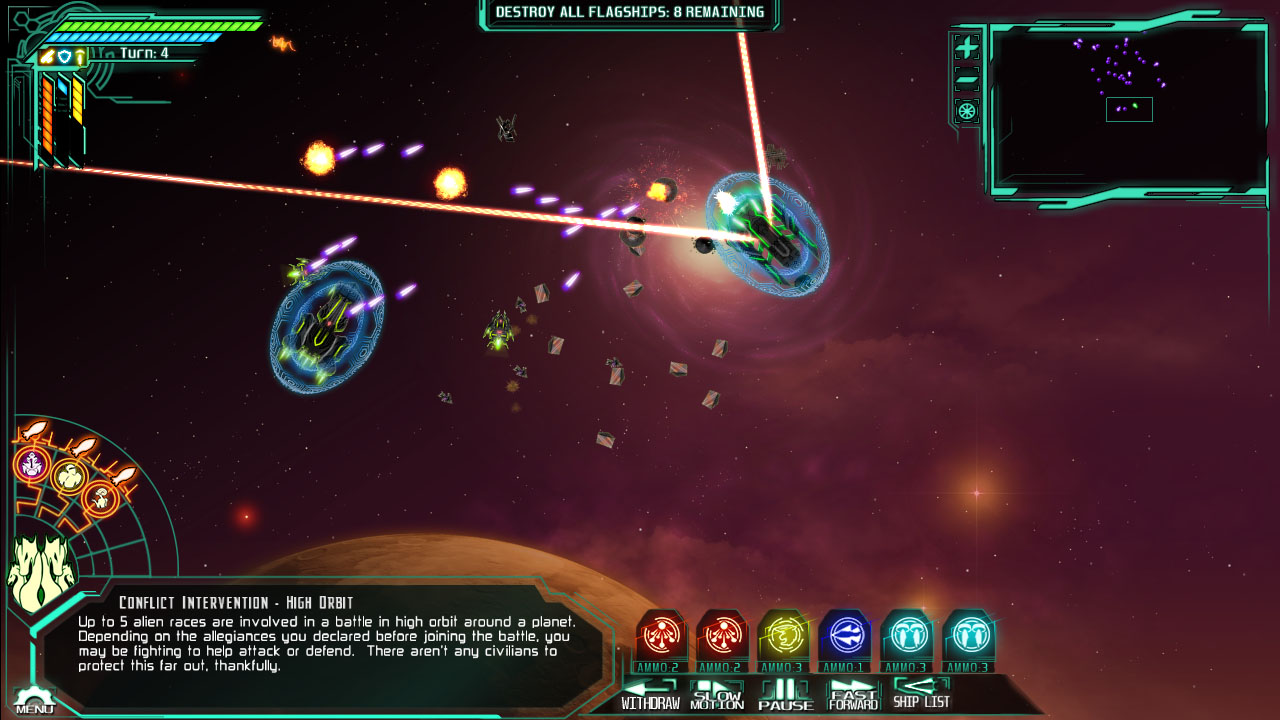 DESTROY ALL FLAGSHIPS: 8 REMAINING
Turn: 4
CONFLICT INTERVENTION - HIGH ORBIT
Up to 5 alien races are involved in a battle in high orbit around a planet.
Depending on the allegiances you declared before joining the battle, you
may be fighting to help attack or defend. There aren't any civilians to
protect this far out, thankfully.
AMMO:2 AMMO:2 AMMO:3 AMMO:1 AMMO:3 AMMO:3
MENU
WITHDRAW
SLOW
MOTION
PAUSE
FAST
FORWARD
SHIP LIST